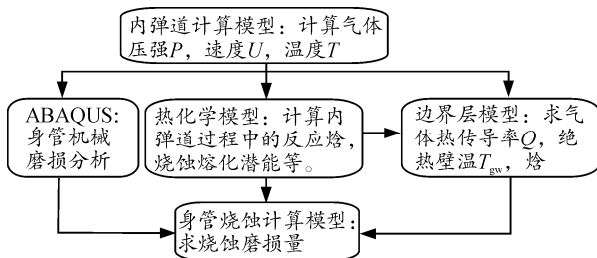 内弹道计算模型：计算气体
压强P，速度U，温度T
ABAQUS:
身管机械
磨损分析
热化学模型：计算内
弹道过程中的反应焓，
烧蚀熔化潜能等。
边界层模型：求气
体热传导率Q，绝
热壁温Tgw，焓
身管烧蚀计算模型：
求烧蚀磨损量